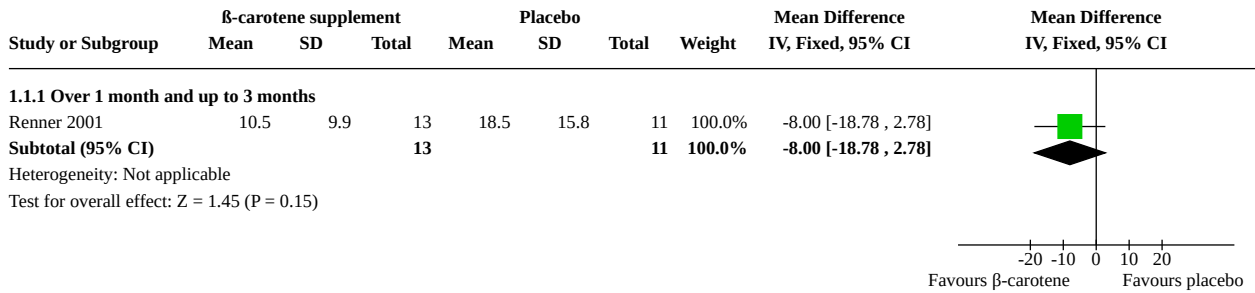 ß-carotene supplement Placebo Mean Difference Mean Difference
Study or Subgroup Mean SD Total Mean SD Total Weight IV, Fixed, 95% CI IV, Fixed, 95% CI
1.1.1 Over 1 month and up to 3 months
Renner 2001 10.5 9.9 13 18.5 15.8 11 100.0% -8.00 [-18.78 , 2.78]
Subtotal (95% CI) 13 11 100.0% -8.00 [-18.78 , 2.78]
Heterogeneity: Not applicable
Test for overall effect: Z = 1.45 (P = 0.15)
-20 -10 0 10 20
Favours β-carotene Favours placebo